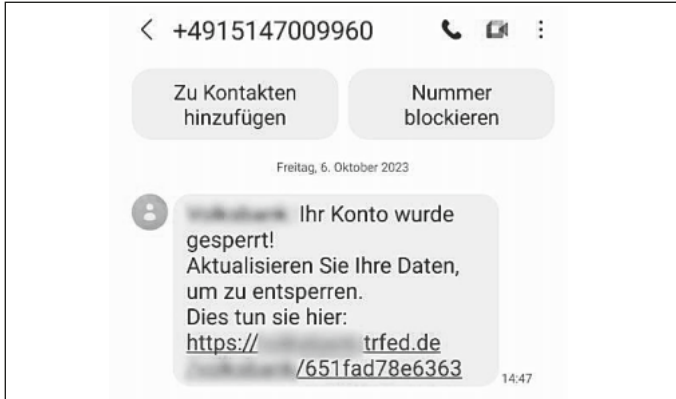 +4915147009960
Zu Kontakten
hinzufügen
Nummer
blockieren
Freitag, 6. Oktober 2023
Ihr Konto wurde
gesperrt!
Aktualisieren Sie Ihre Daten,
um zu entsperren.
Dies tun sie hier:
https:// trfed.de
/651fad78e6363
14:47